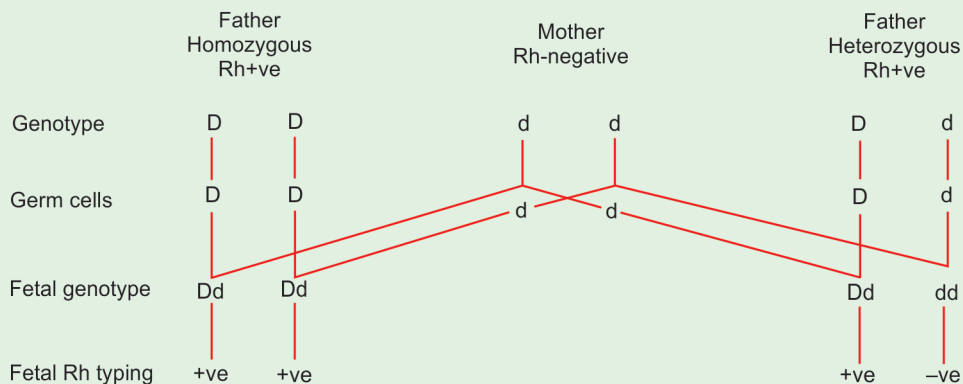 Father
Homozygous
Rh+ve
Mother
Rh-negative
Father
Heterozygous
Rh+ve
Genotype D D d d D d
Germ cells D D d d D d
Fetal genotype Dd Dd Dd dd
Fetal Rh typing +ve +ve +ve –ve